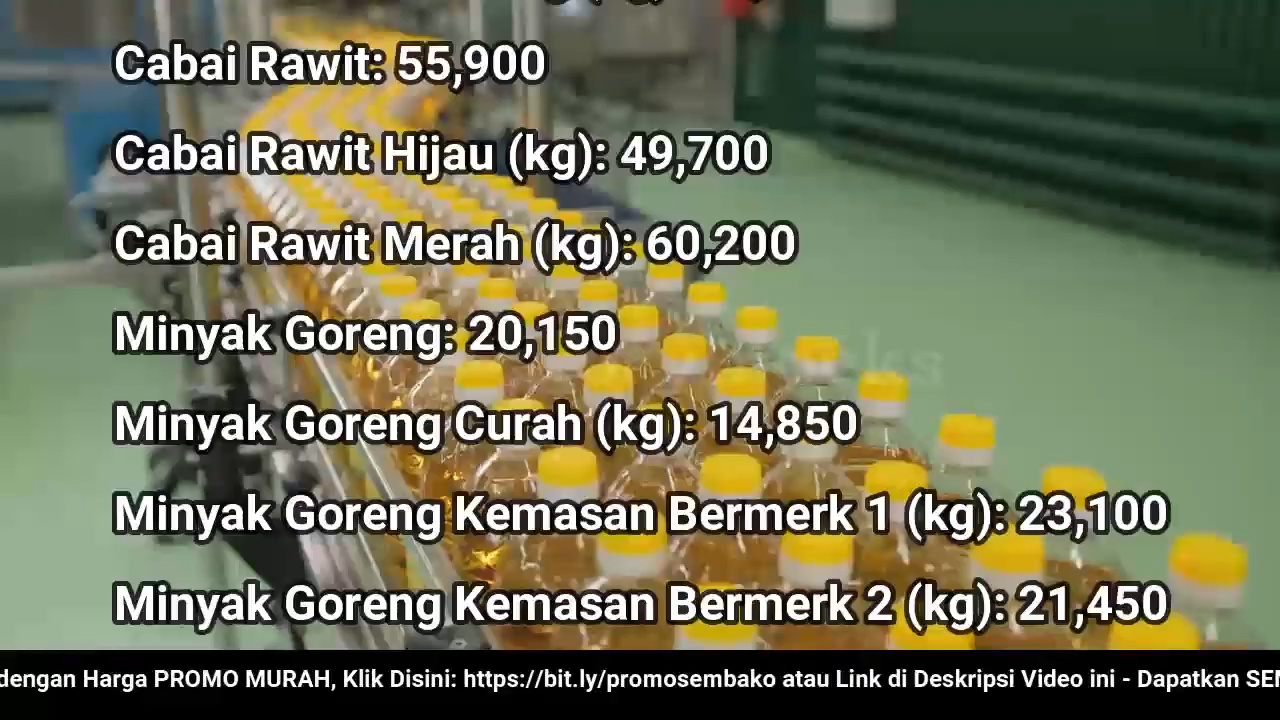 Cabai Rawit: 55,900
Cabai Rawit Hijau (kg): 49,700
Cabai Rawit Merah (kg): 60,200
Minyak Goreng: 20,150
Minyak Goreng Curah (kg): 14,850
Minyak Goreng Kemasan Bermerk 1 (kg): 23,100
Minyak Goreng Kemasan Bermerk 2 (kg): 21,450
dengan Harga PROMO MURAH, Klik Disini: https://bit.ly/promosembako atau Link di Deskripsi Video ini - Dapatkan